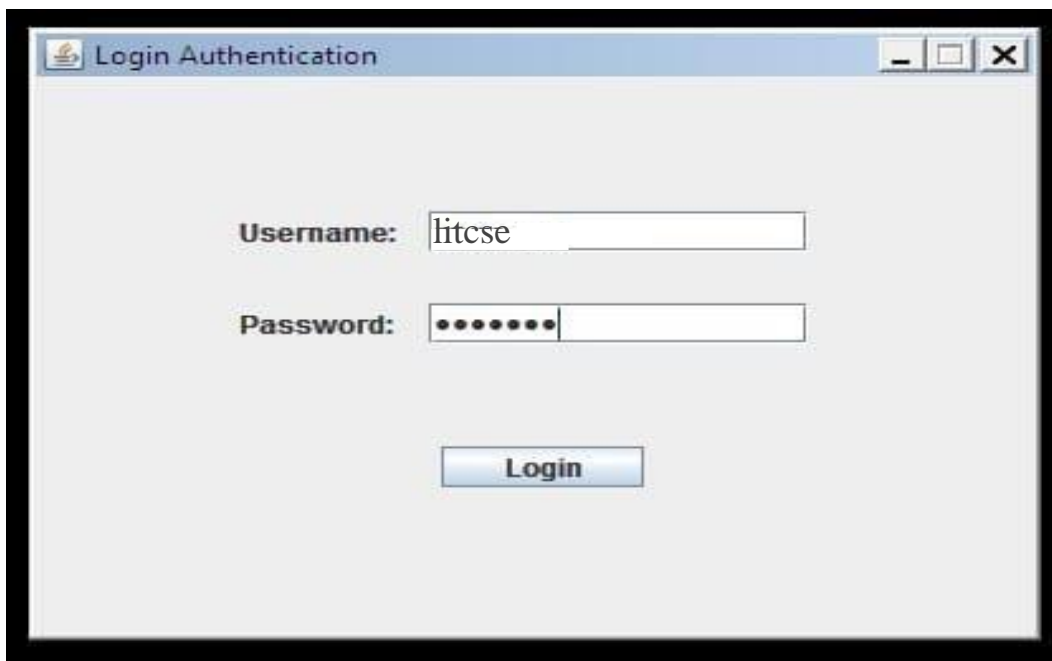 Login Authentication
Username: litcse
Password: •••••••
Login